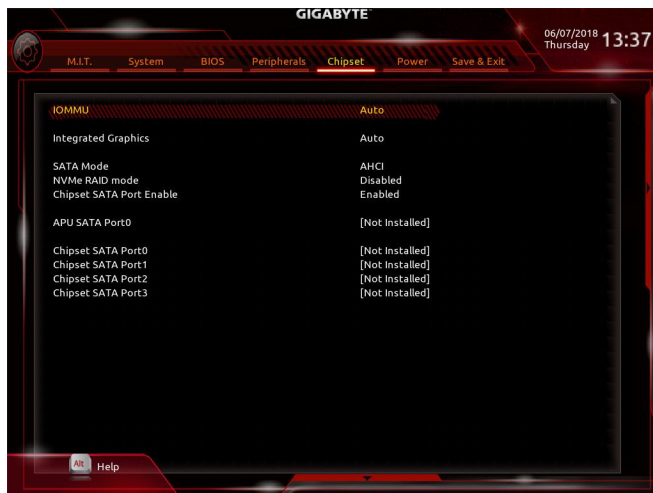 GIGABYTE™
06/07/2018 Thursday 13:37
M.I.T. System BIOS Peripherals Chipset Power Save & Exit
IOMMU Auto
Integrated Graphics Auto
SATA Mode AHCI
NVMe RAID mode Disabled
Chipset SATA Port Enable Enabled
APU SATA Port0 [Not Installed]
Chipset SATA Port0 [Not Installed]
Chipset SATA Port1 [Not Installed]
Chipset SATA Port2 [Not Installed]
Chipset SATA Port3 [Not Installed]
Alt Help